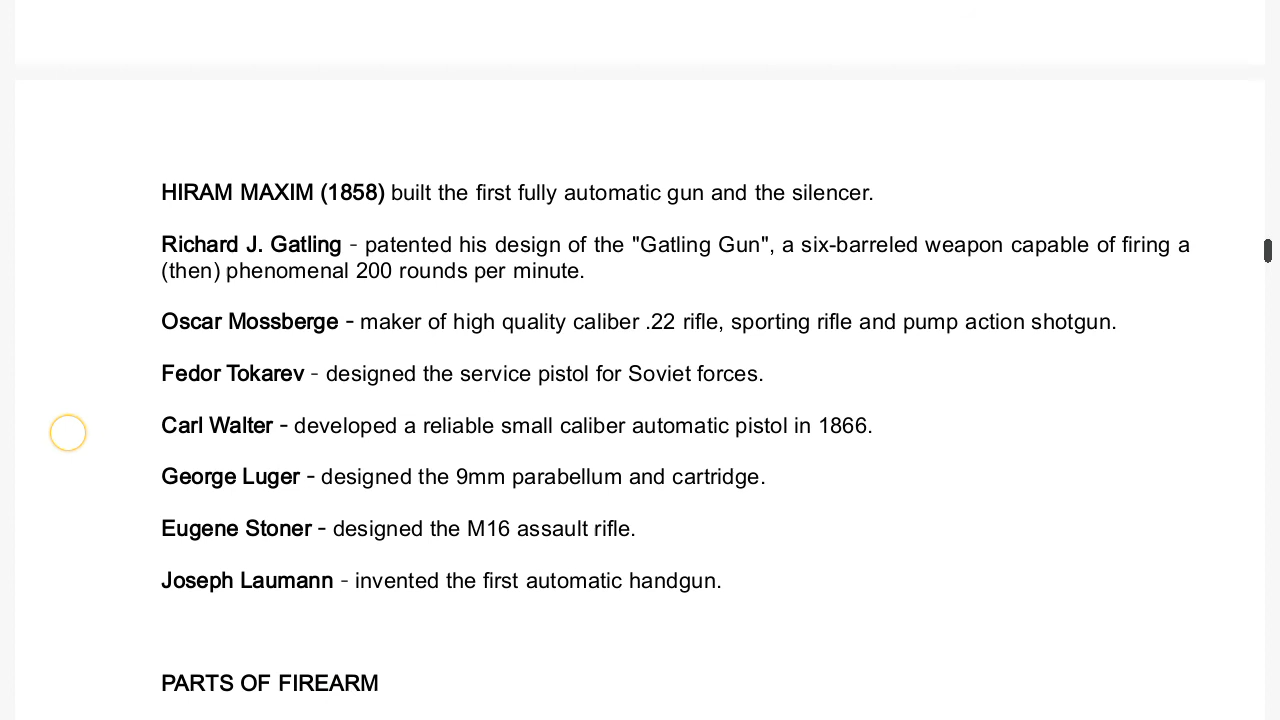 HIRAM MAXIM (1858) built the first fully automatic gun and the silencer.
Richard J. Gatling - patented his design of the "Gatling Gun", a six-barreled weapon capable of firing a
(then) phenomenal 200 rounds per minute.
Oscar Mossberge - maker of high quality caliber .22 rifle, sporting rifle and pump action shotgun.
Fedor Tokarev - designed the service pistol for Soviet forces.
Carl Walter - developed a reliable small caliber automatic pistol in 1866.
George Luger - designed the 9mm parabellum and cartridge.
Eugene Stoner - designed the M16 assault rifle.
Joseph Laumann - invented the first automatic handgun.
PARTS OF FIREARM